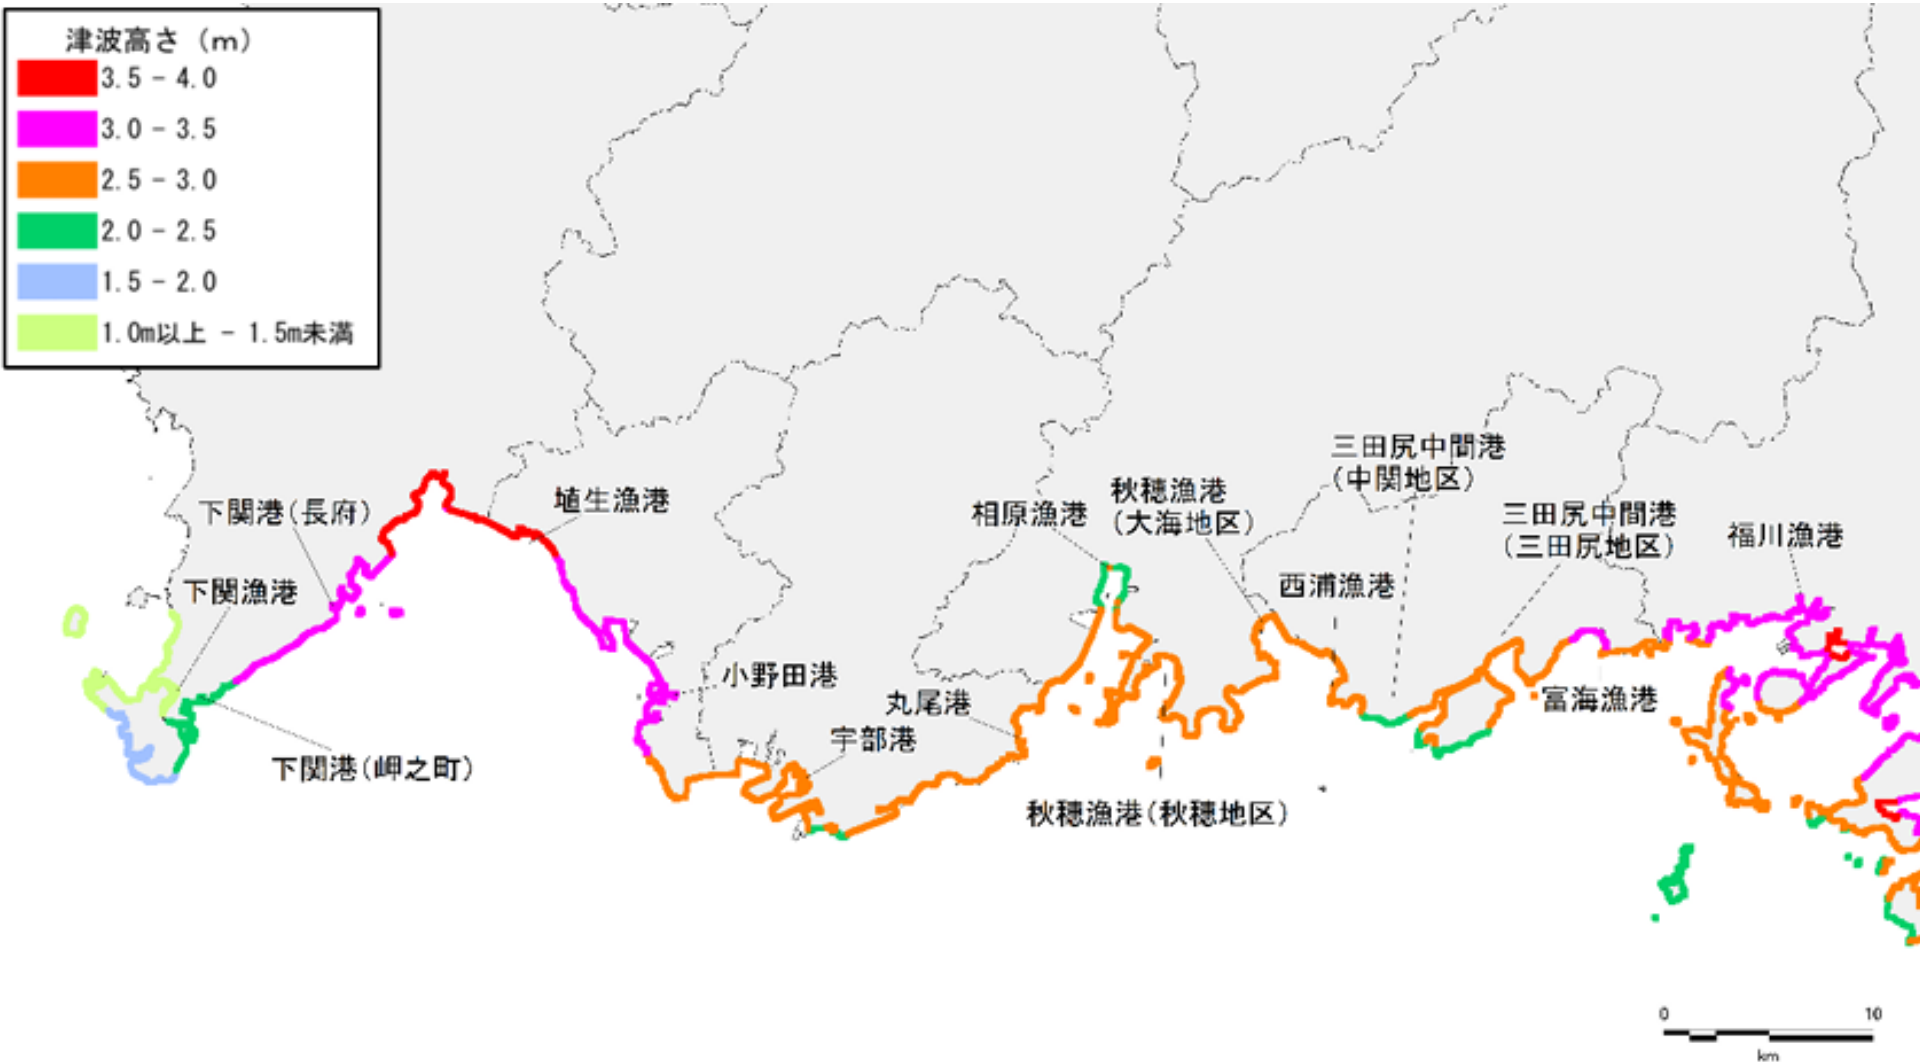 津波高さ（m）
3.5 - 4.0
3.0 - 3.5
2.5 - 3.0
2.0 - 2.5
1.5 - 2.0
1.0m以上 - 1.5m未満
三田尻中間港
（中関地区）
秋穂漁港
（大海地区）
埴生漁港
下関港（長府）
相原漁港
三田尻中間港
（三田尻地区）
福川漁港
下関漁港
西浦漁港
小野田港
丸尾港
富海漁港
宇部港
下関港（岬之町）
秋穂漁港（秋穂地区）
0 10
km